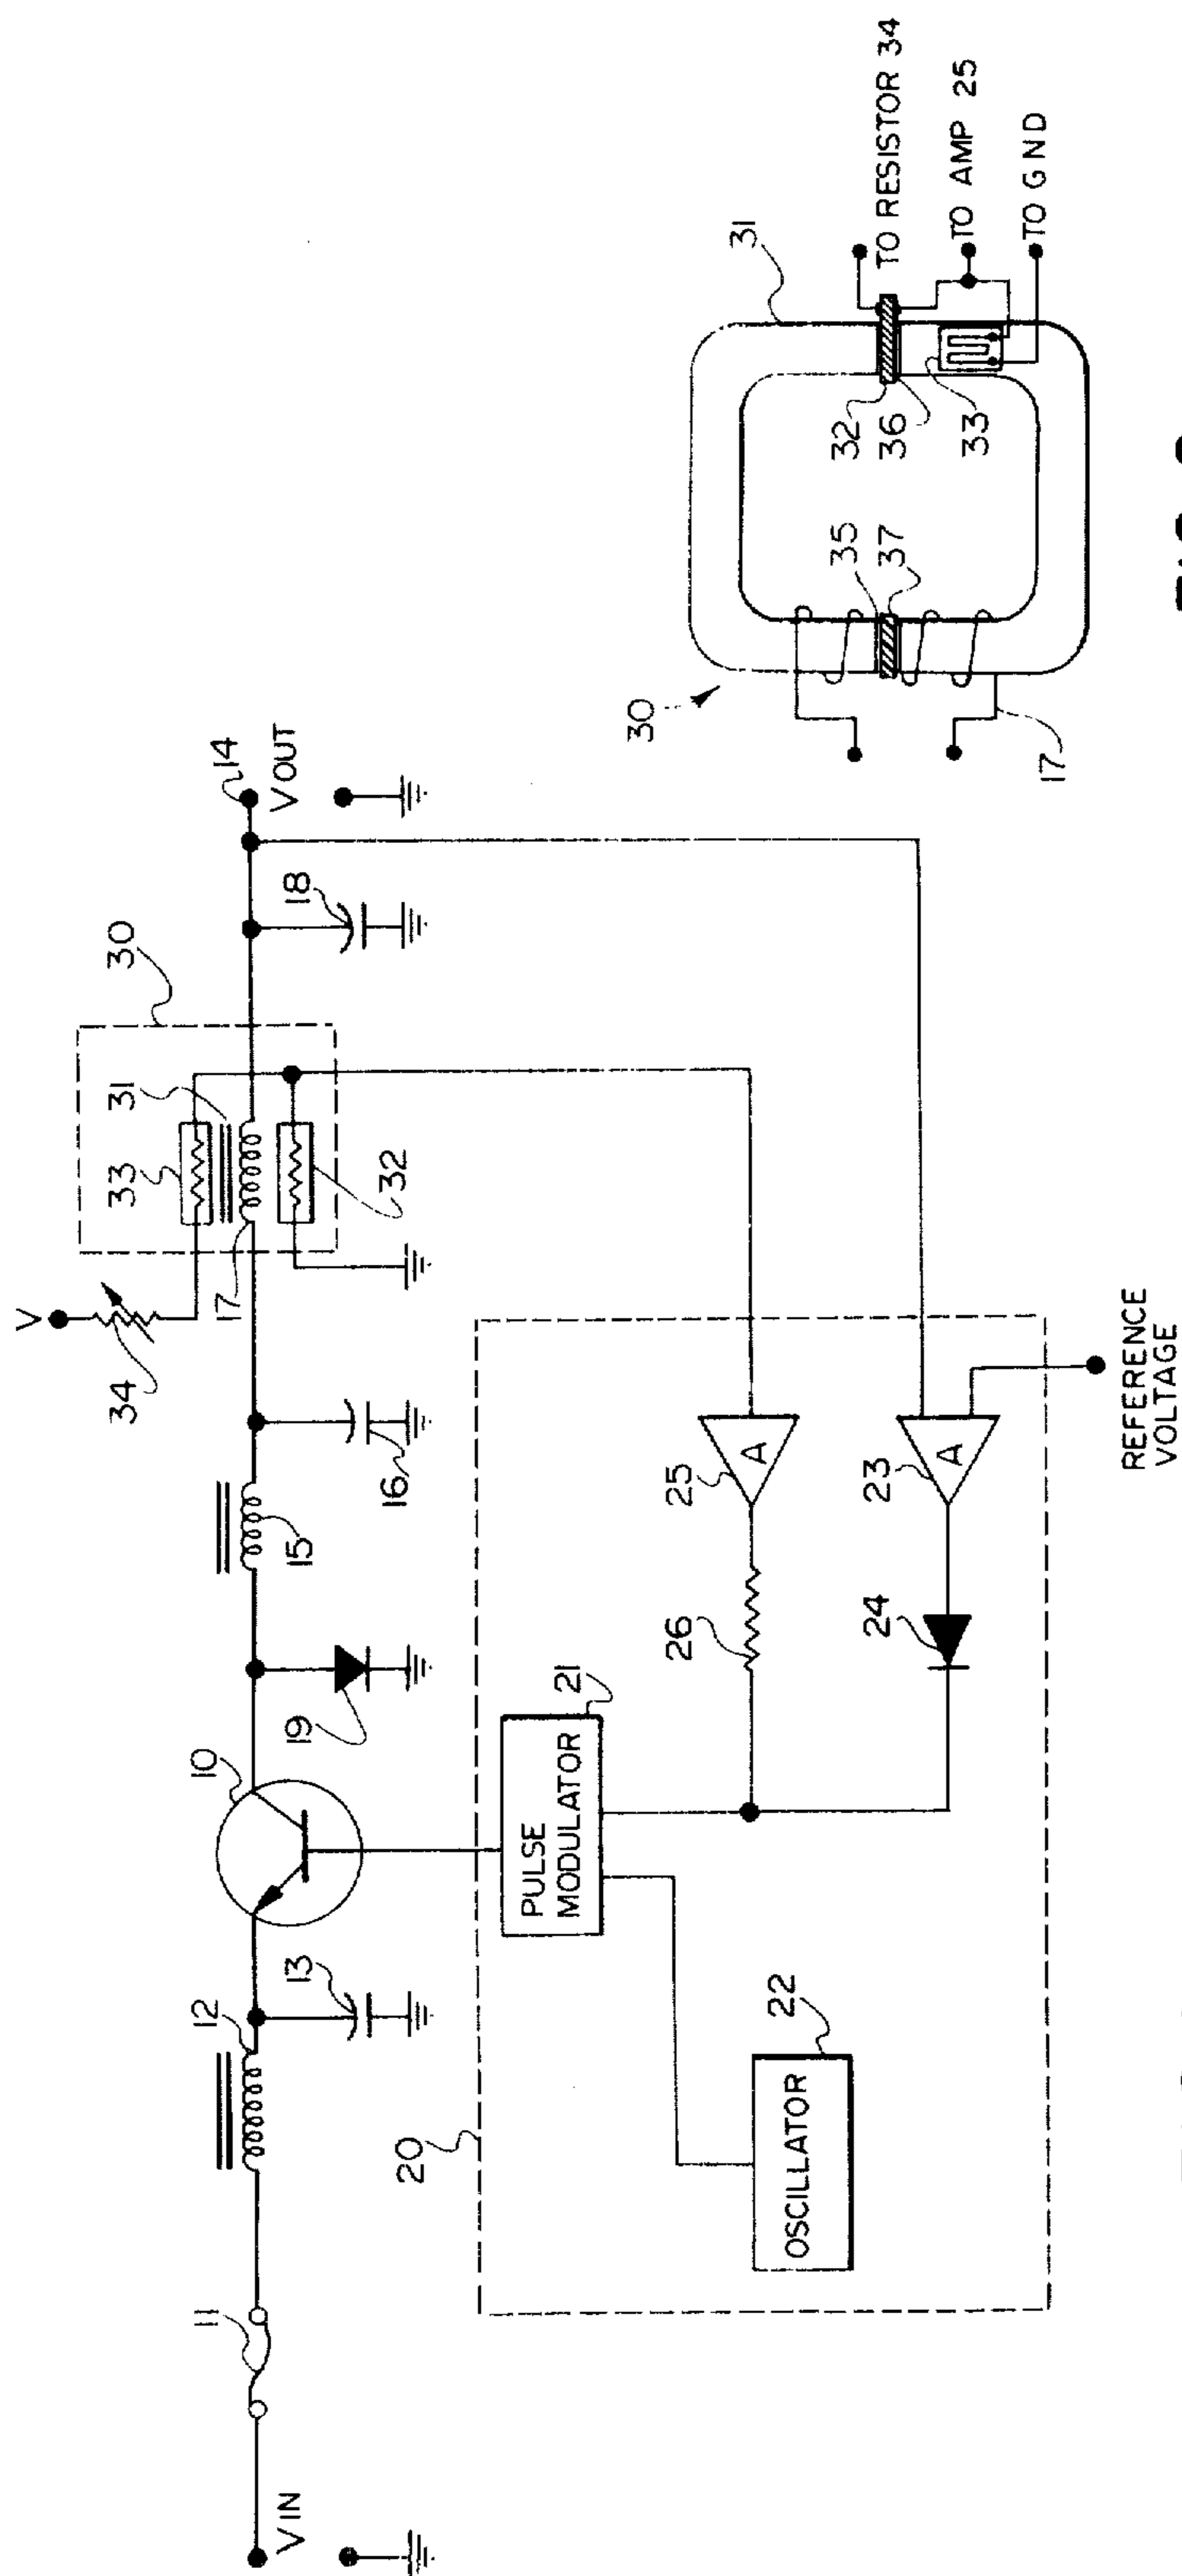 V
34
33
31
30
17
32
18
14
VOUT
10
12
15
11
VIN
13
19
16
20
21
PULSE
MODULATOR
26
25
A
24
23
A
22
OSCILLATOR
REFERENCE
VOLTAGE
30
31
35
37
32
36
33
17
TO RESISTOR 34
TO AMP 25
TO GND